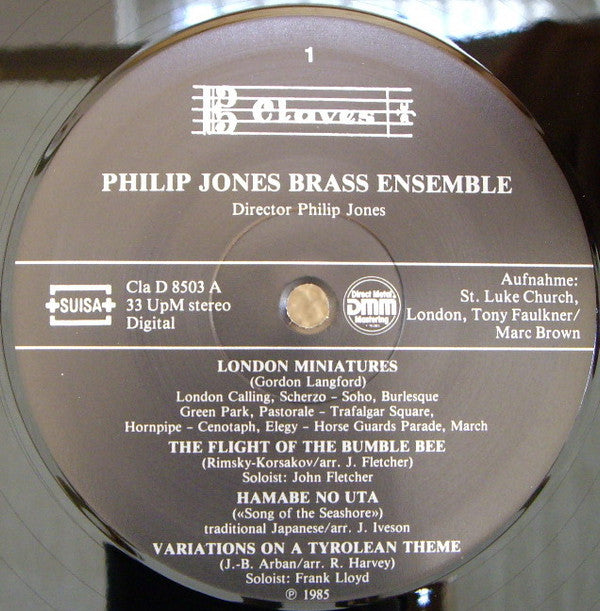 1
Claves
PHILIP JONES BRASS ENSEMBLE
Director Philip Jones
SUISA
Cla D 8503 A
33 UpM stereo
Digital
Direct Metal
DMM
Mastering
Aufnahme:
St. Luke Church,
London, Tony Faulkner/
Marc Brown
LONDON MINIATURES
(Gordon Langford)
London Calling, Scherzo - Soho, Burlesque
Green Park, Pastorale - Trafalgar Square,
Hornpipe - Cenotaph, Elegy - Horse Guards Parade, March
THE FLIGHT OF THE BUMBLE BEE
(Rimsky-Korsakov/arr. J. Fletcher)
Soloist: John Fletcher
HAMABE NO UTA
(«Song of the Seashore»)
traditional Japanese/arr. J. Iveson
VARIATIONS ON A TYROLEAN THEME
(J.-B. Arban/arr. R. Harvey)
Soloist: Frank Lloyd
℗ 1985